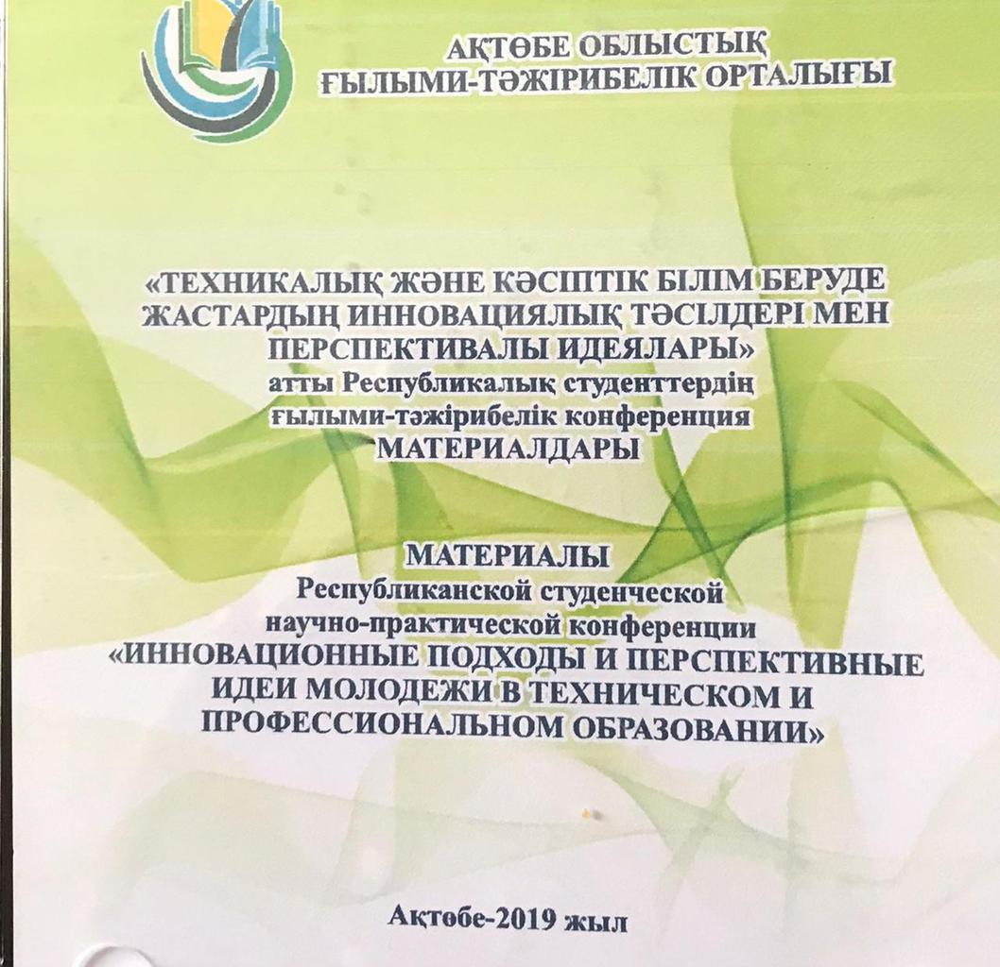 АҚТӨБЕ ОБЛЫСТЫҚ
ҒЫЛЫМИ-ТӘЖІРИБЕЛІК ОРТАЛЫҒЫ
«ТЕХНИКАЛЫҚ ЖӘНЕ КӘСІПТІК БІЛІМ БЕРУДЕ
ЖАСТАРДЫҢ ИННОВАЦИЯЛЫҚ ТӘСІЛДЕРІ МЕН
ПЕРСПЕКТИВАЛЫ ИДЕЯЛАРЫ»
атты Республикалық студенттердің
ғылыми-тәжірибелік конференция
МАТЕРИАЛДАРЫ
МАТЕРИАЛЫ
Республиканской студенческой
научно-практической конференции
«ИННОВАЦИОННЫЕ ПОДХОДЫ И ПЕРСПЕКТИВНЫЕ
ИДЕИ МОЛОДЕЖИ В ТЕХНИЧЕСКОМ И
ПРОФЕССИОНАЛЬНОМ ОБРАЗОВАНИИ»
Ақтөбе-2019 жыл